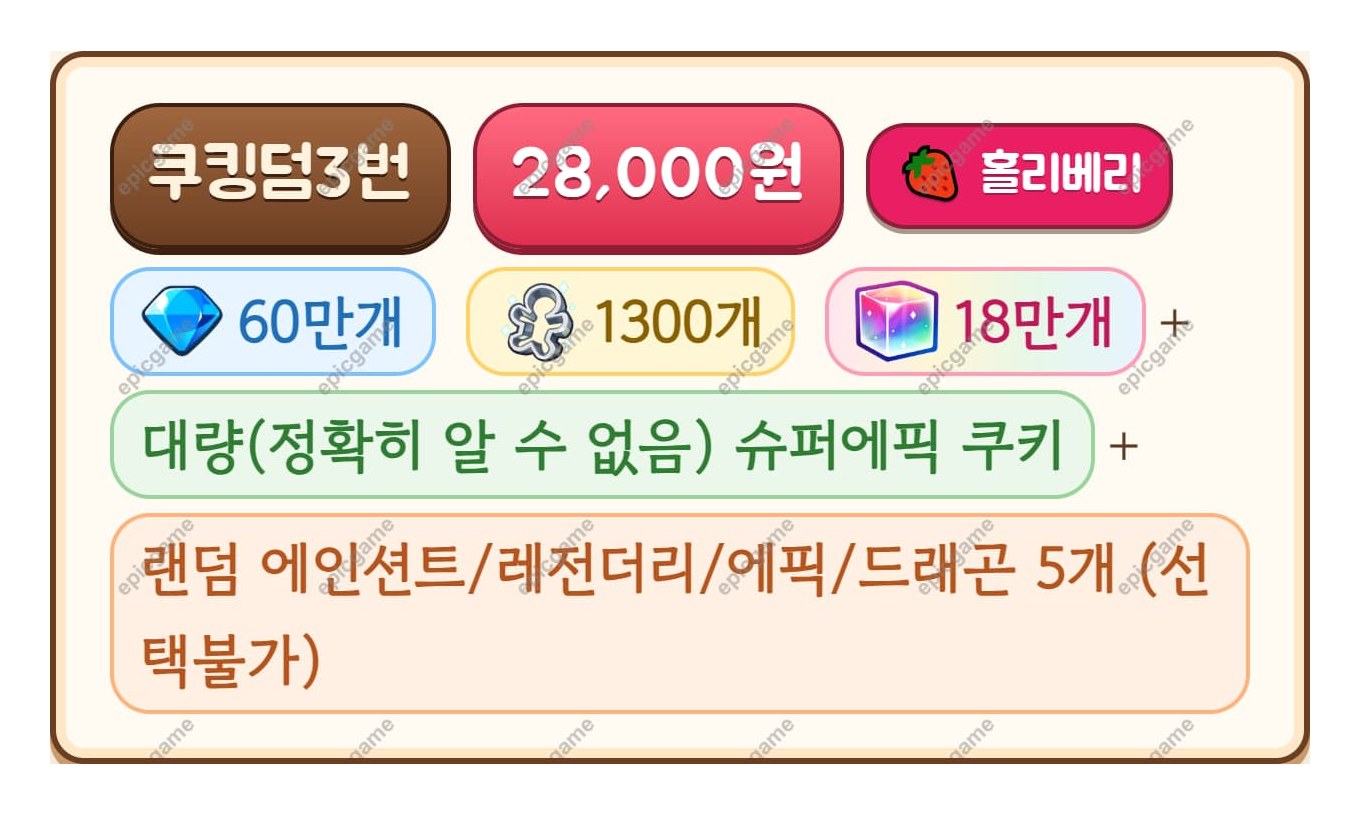 쿠킹덤3번 28,000원 홀리베리
60만개 1300개 18만개 +
대량(정확히 알 수 없음) 슈퍼에픽 쿠키 +
랜덤 에인션트/레전더리/에픽/드래곤 5개 (선
택불가)
epicgame